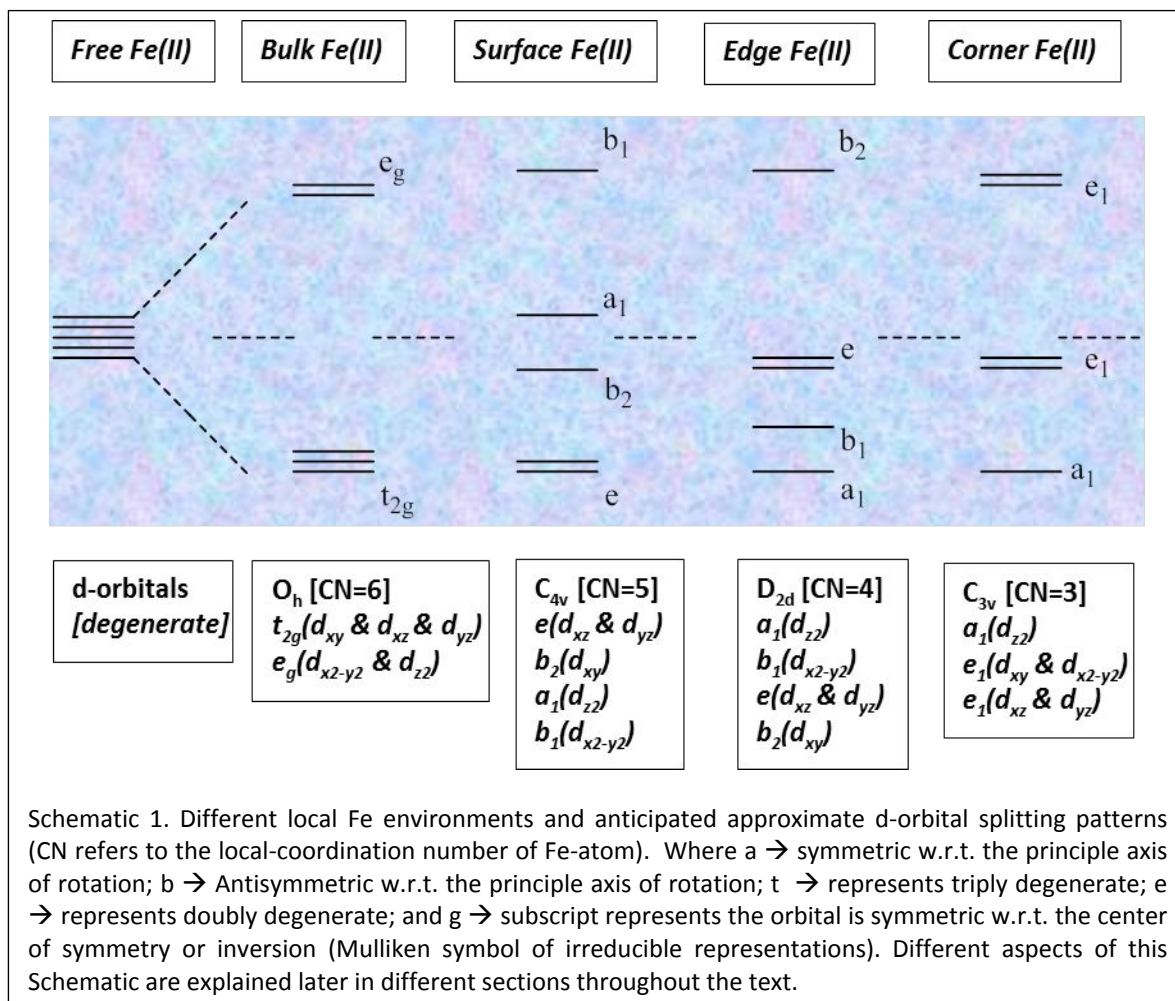 Free Fe(II) Bulk Fe(II) Surface Fe(II) Edge Fe(II) Corner Fe(II)
b1 b2
eg e1
a1
e e1
b2
b1
t2g e a1 a1
d-orbitals
[degenerate]
Oh [CN=6]
t2g(dxy & dxz & dyz)
eg(dx2-y2 & dz2)
C4v [CN=5]
e(dxz & dyz)
b2(dxy)
a1(dz2)
b1(dx2-y2)
D2d [CN=4]
a1(dz2)
b1(dx2-y2)
e(dxz & dyz)
b2(dxy)
C3v [CN=3]
a1(dz2)
e1(dxy & dx2-y2)
e1(dxz & dyz)
Schematic 1. Different local Fe environments and anticipated approximate d-orbital splitting patterns
(CN refers to the local-coordination number of Fe-atom). Where a → symmetric w.r.t. the principle axis
of rotation; b → Antisymmetric w.r.t. the principle axis of rotation; t → represents triply degenerate; e
→ represents doubly degenerate; and g → subscript represents the orbital is symmetric w.r.t. the center
of symmetry or inversion (Mulliken symbol of irreducible representations). Different aspects of this
Schematic are explained later in different sections throughout the text.